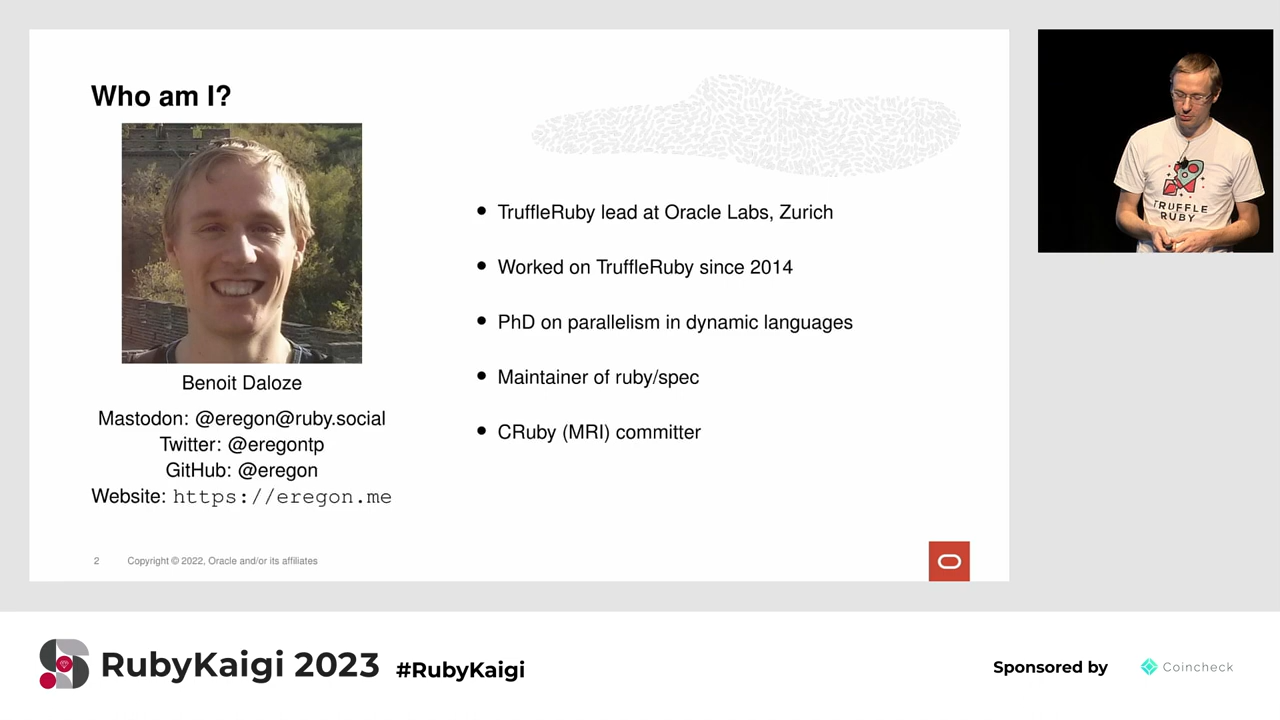 Who am I?
Benoit Daloze
Mastodon: @eregon@ruby.social
Twitter: @eregontp
GitHub: @eregon
Website: https://eregon.me
• TruffleRuby lead at Oracle Labs, Zurich
• Worked on TruffleRuby since 2014
• PhD on parallelism in dynamic languages
• Maintainer of ruby/spec
• CRuby (MRI) committer
2 Copyright © 2022, Oracle and/or its affiliates
TRUFFLE
RUBY
RubyKaigi 2023 #RubyKaigi
Sponsored by Coincheck